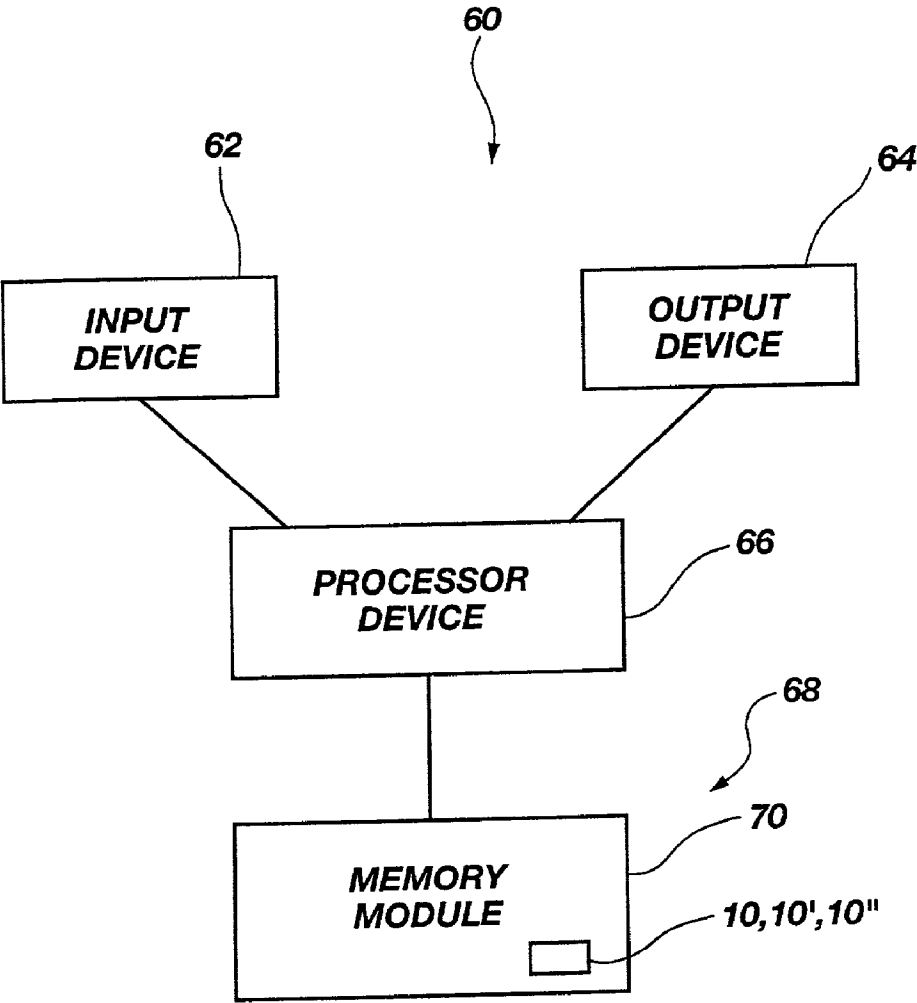 60
62
64
INPUT
DEVICE
OUTPUT
DEVICE
PROCESSOR
DEVICE
66
68
70
MEMORY
MODULE
10,10',10"